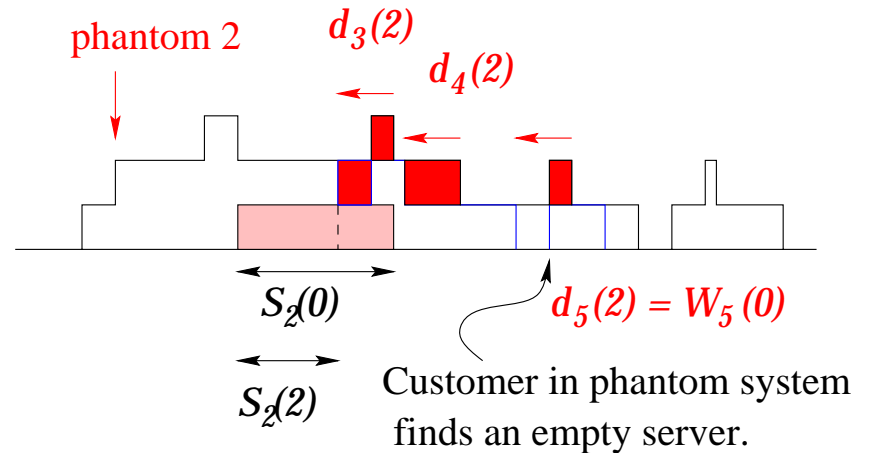 phantom 2
d3(2)
d4(2)
S2(0)
d5(2) = W5(0)
S2(2)
Customer in phantom system
finds an empty server.